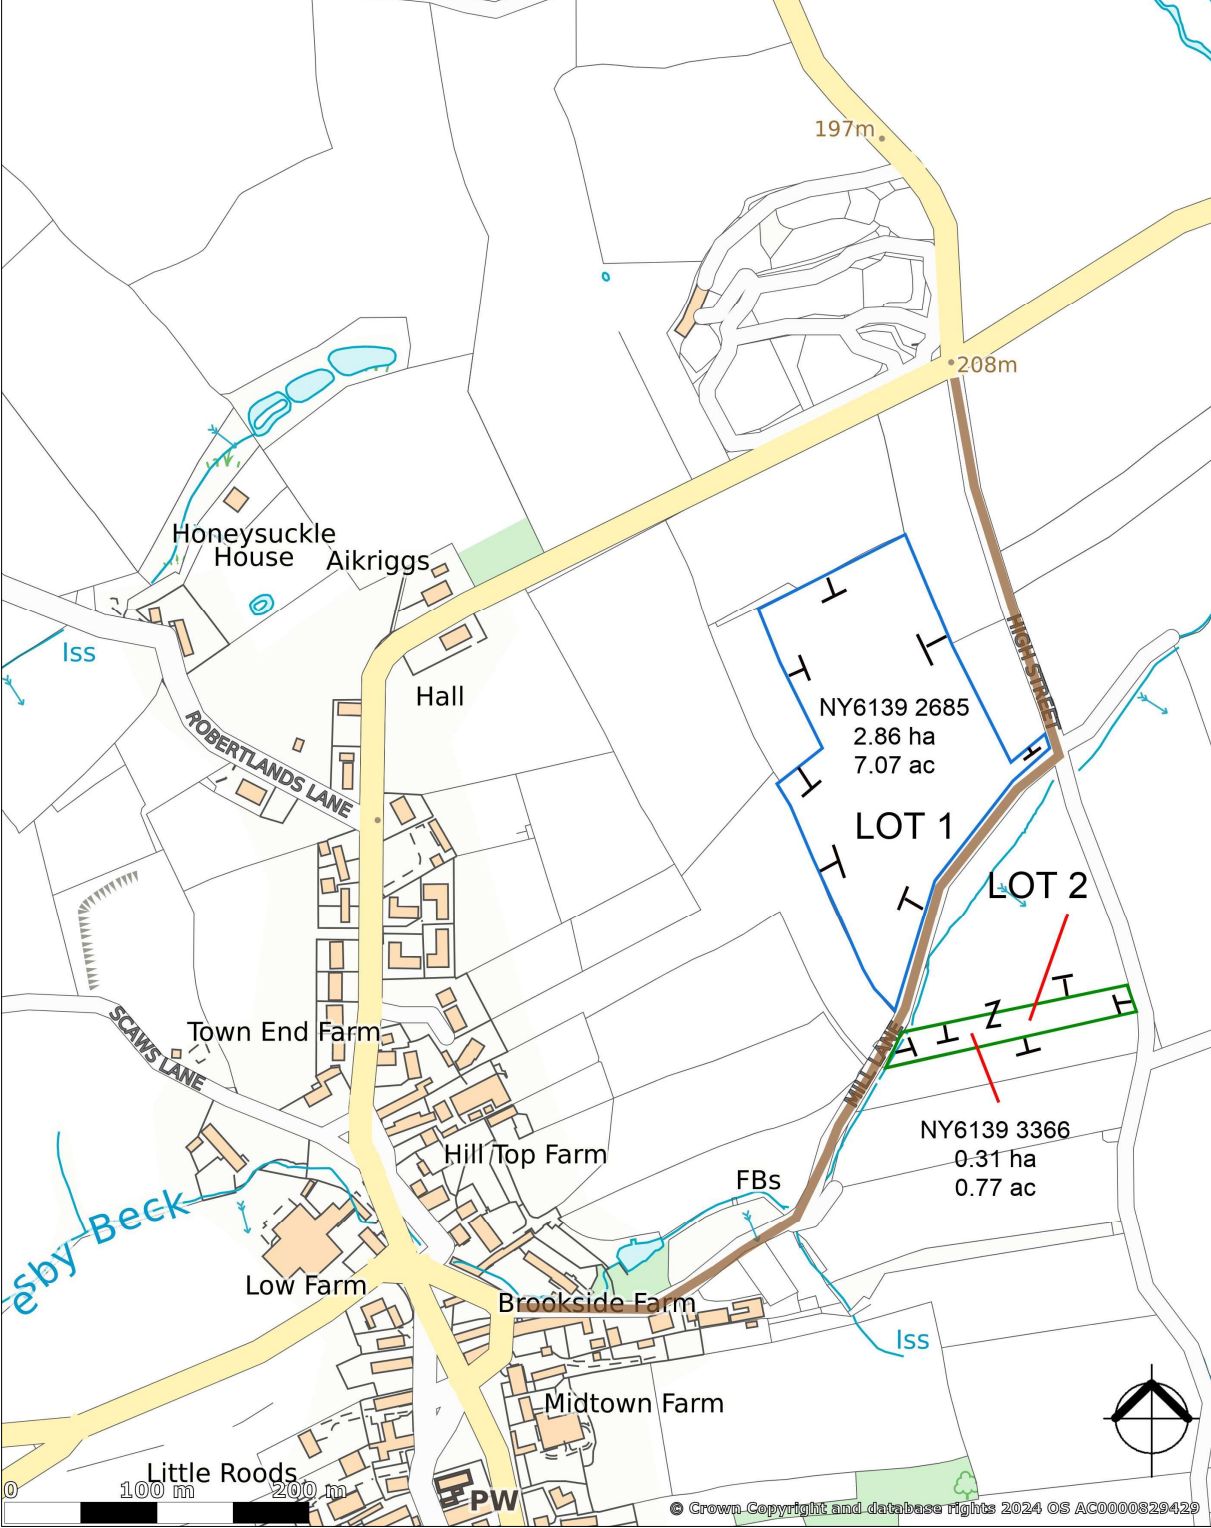 197m
208m
Honeysuckle
House
Aikriggs
HIGH STREET
Iss
Hall
NY6139 2685
2.86 ha
7.07 ac
ROBERTLANDS LANE
LOT 1
LOT 2
Z
SCAWS LANE
Town End Farm
MILL LANE
NY6139 3366
0.31 ha
0.77 ac
Hill Top Farm
FBs
esby Beck
Low Farm
Brookside Farm
Iss
Midtown Farm
Little Roods
0 100 m 200 m
PW
© Crown Copyright and database rights 2024 OS AC0000829429